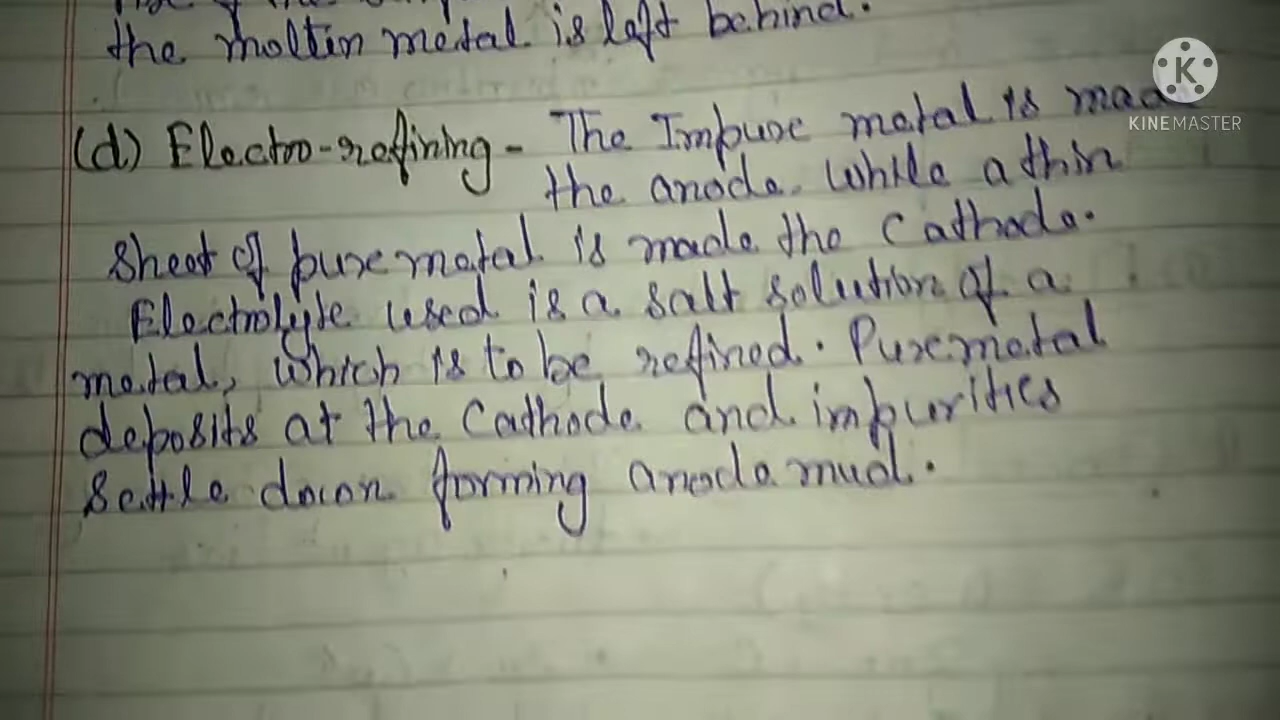 the moltin metal is left behind.
(d) Electro-refining - The Impure metal is made
the anode. While a thin
sheet of pure metal is made the Cathode.
Electrolyte used is a salt solution of a
metal, which is to be refined. Pure metal
deposits at the Cathode and impurities
settle down forming anode mud.
K
KINEMASTER